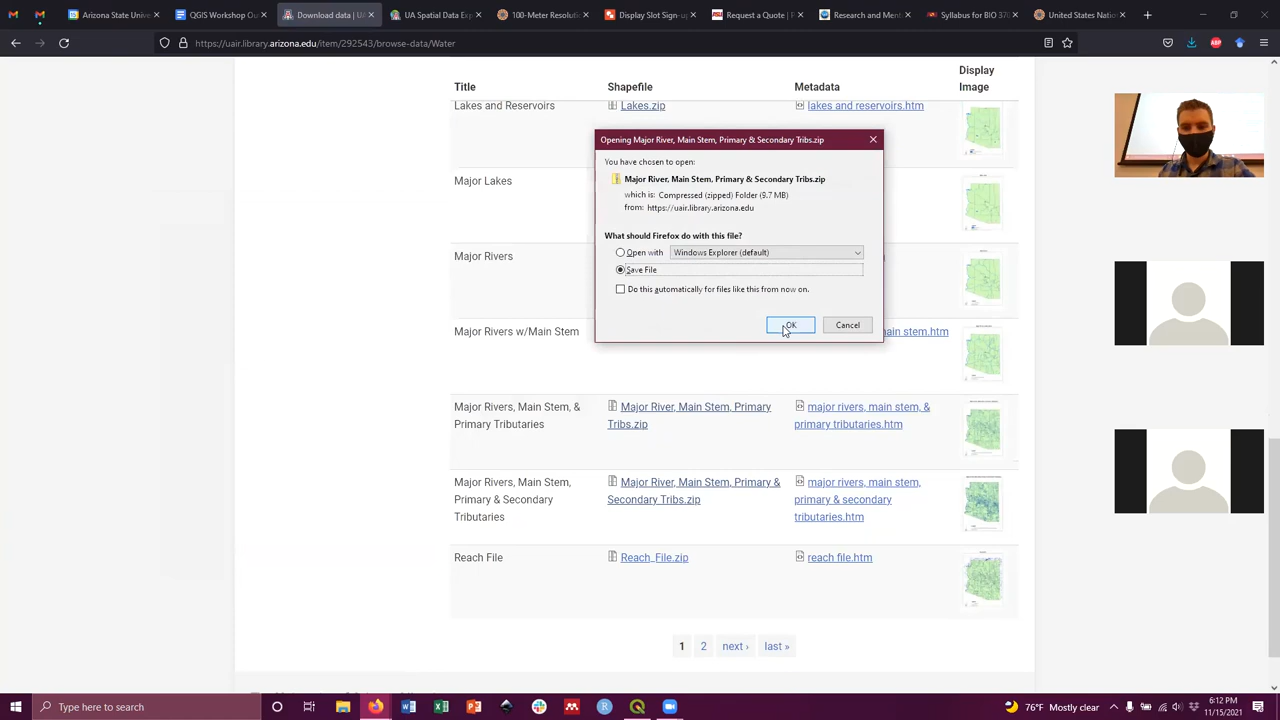 Arizona State Univer
QGIS Workshop - G
Download data | U
UA Spatial Data Ex
100-Meter Resolutio
Transportation and
Request a Quote |
Research and Ment
Syllabus for BIO 370
United States Nation
https://uair.library.arizona.edu/item/292543/browse-data/Water
Title
Shapefile
Metadata
Display
Image
Lakes and Reservoirs
Lakes.zip
lakes and reservoirs.htm
Opening Major River, Main Stem, Primary & Secondary Tribs.zip
You have chosen to open:
Major River, Main Stem, Primary & Secondary Tribs.zip
which is: Compressed (zipped) Folder (9.7 MB)
from: https://uair.library.arizona.edu
What should Firefox do with this file?
Open with
Windows Explorer (default)
Save File
Do this automatically for files like this from now on.
OK
Cancel
Major Lakes
Major Rivers
Major Rivers w/Main Stem
main stem.htm
Major Rivers, Main Stem, &
Primary Tributaries
Major River, Main Stem, Primary
Tribs.zip
major rivers, main stem, &
primary tributaries.htm
Major Rivers, Main Stem,
Primary & Secondary
Tributaries
Major River, Main Stem, Primary &
Secondary Tribs.zip
major rivers, main stem,
primary & secondary
tributaries.htm
Reach File
Reach_File.zip
reach file.htm
1
2
next ›
last »
Type here to search
76°F Mostly clear
6:12 PM
11/15/2021